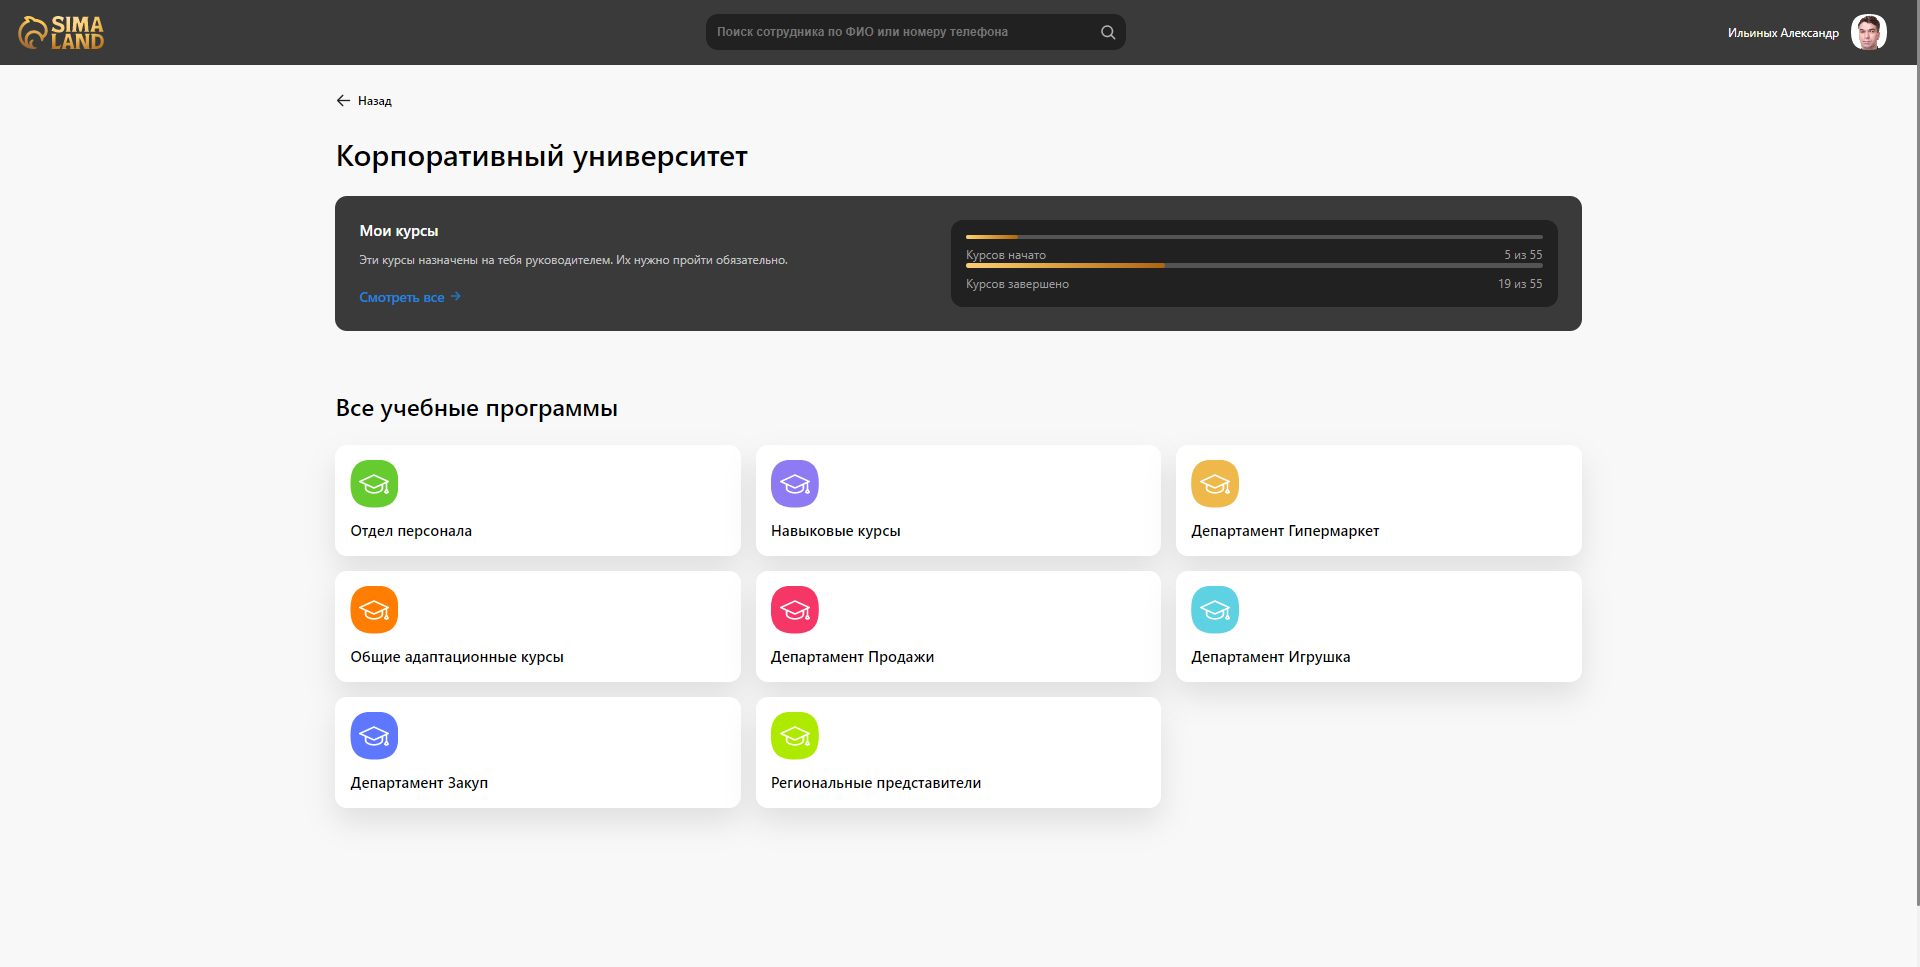 SIMA
LAND
Поиск сотрудника по ФИО или номеру телефона
Ильиных Александр
Назад
Корпоративный университет
Мои курсы
Эти курсы назначены на тебя руководителем. Их нужно пройти обязательно.
Смотреть все
Курсов начато 5 из 55
Курсов завершено 19 из 55
Все учебные программы
Отдел персонала
Навыковые курсы
Департамент Гипермаркет
Общие адаптационные курсы
Департамент Продажи
Департамент Игрушка
Департамент Закуп
Региональные представители